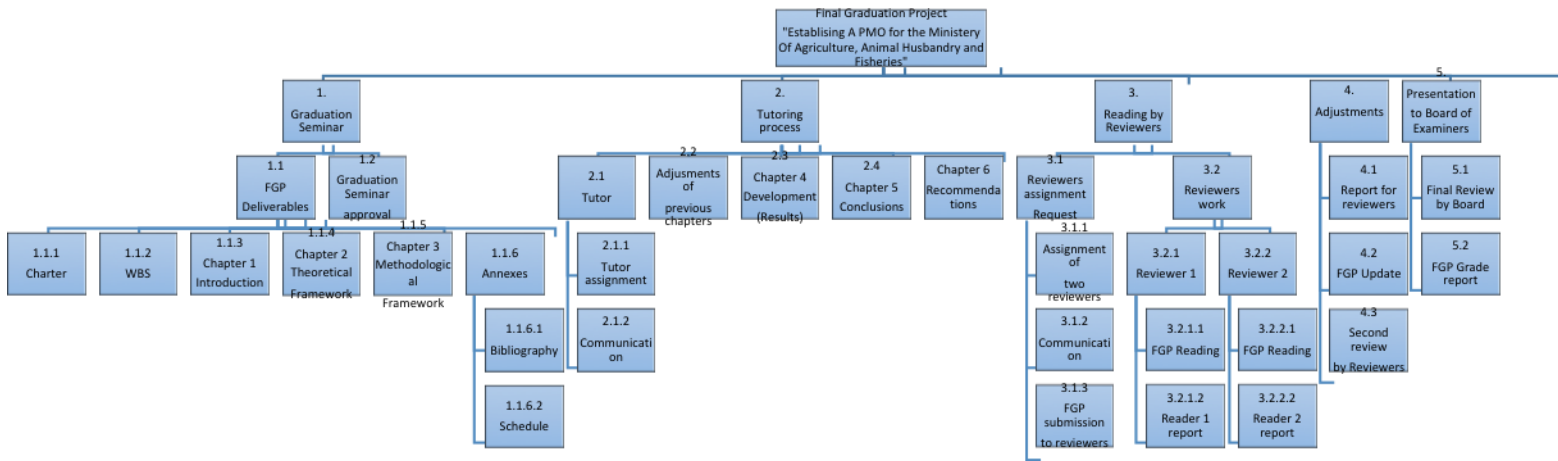 Final Graduation Project
"Establising A PMO for the Ministry
Of Agriculture, Animal Husbandry and
Fisheries"
1.
Graduation
Seminar
2.
Tutoring
process
3.
Reading by
Reviewers
4.
Adjustments
5.
Presentation
to Board of
Examiners
1.1
FGP
Deliverables
1.2
Graduation
Seminar
approval
2.1
Tutor
2.2
Adjusments
of
previous
chapters
2.3
Chapter 4
Development
(Results)
2.4
Chapter 5
Conclusions
Chapter 6
Recommenda
tions
3.1
Reviewers
assignment
Request
3.2
Reviewers
work
4.1
Report for
reviewers
5.1
Final Review
by Board
1.1.1
Charter
1.1.2
WBS
1.1.3
Chapter 1
Introduction
1.1.4
Chapter 2
Theoretical
Framework
1.1.5
Chapter 3
Methodologic
al
Framework
1.1.6
Annexes
2.1.1
Tutor
assignment
3.1.1
Assignment
of
two
reviewers
3.2.1
Reviewer 1
3.2.2
Reviewer 2
4.2
FGP Update
5.2
FGP Grade
report
1.1.6.1
Bibliography
2.1.2
Communicati
on
3.1.2
Communicati
on
3.2.1.1
FGP Reading
3.2.2.1
FGP Reading
4.3
Second
review
by Reviewers
1.1.6.2
Schedule
3.1.3
FGP
submission
to reviewers
3.2.1.2
Reader 1
report
3.2.2.2
Reader 2
report